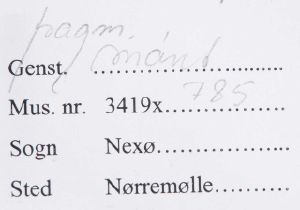 fragm.
mønt
Genst. ..............................
785
Mus. nr. 3419x....................
Sogn Nexø....................
Sted Nørremølle..........